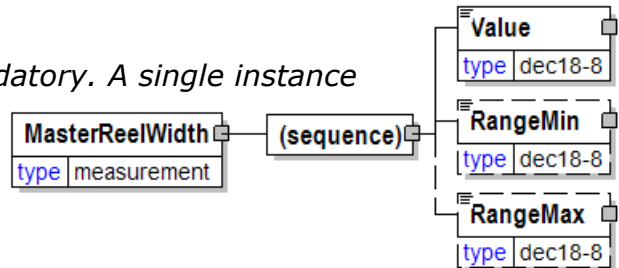 Value
type dec18-8
datory. A single instance
RangeMin
MasterReelWidth (sequence)
type dec18-8
type measurement
RangeMax
type dec18-8